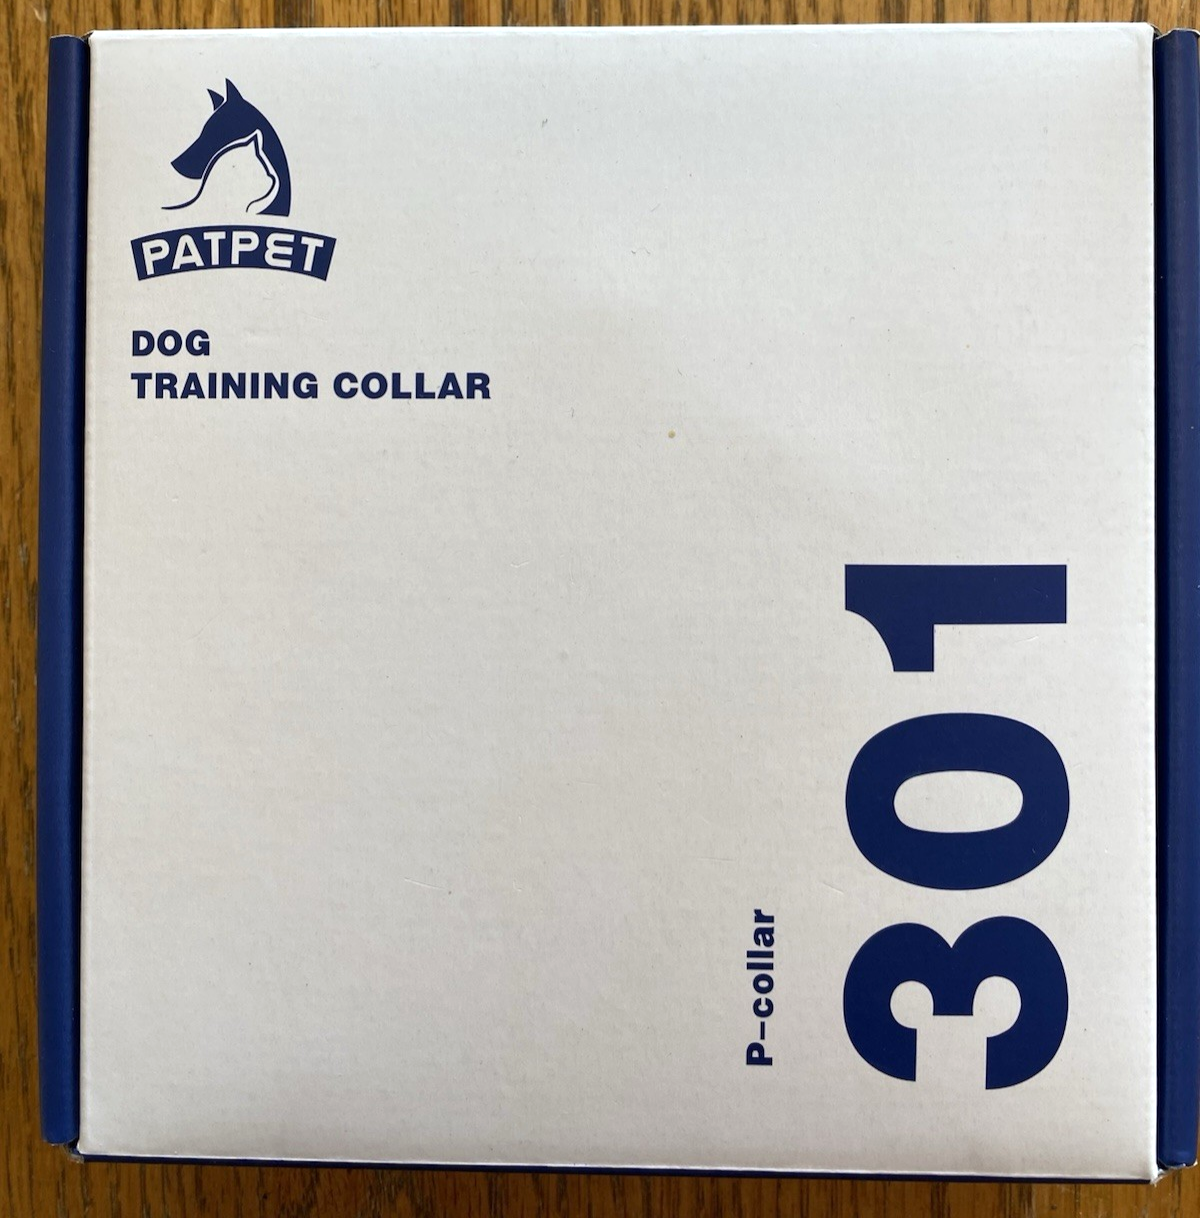 PATPET
DOG
TRAINING COLLAR
P-collar
301